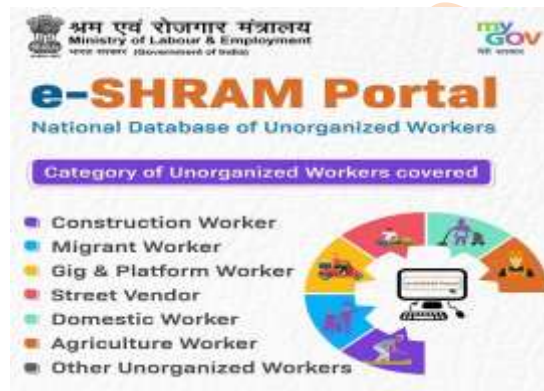 श्रम एवं रोजगार मंत्रालय
Ministry of Labour & Employment
भारत सरकार (Government of India)
my
GOV
मेरी सरकार
e-SHRAM Portal
National Database of Unorganized Workers
Category of Unorganized Workers covered
Construction Worker
Migrant Worker
Gig & Platform Worker
Street Vendor
Domestic Worker
Agriculture Worker
Other Unorganized Workers